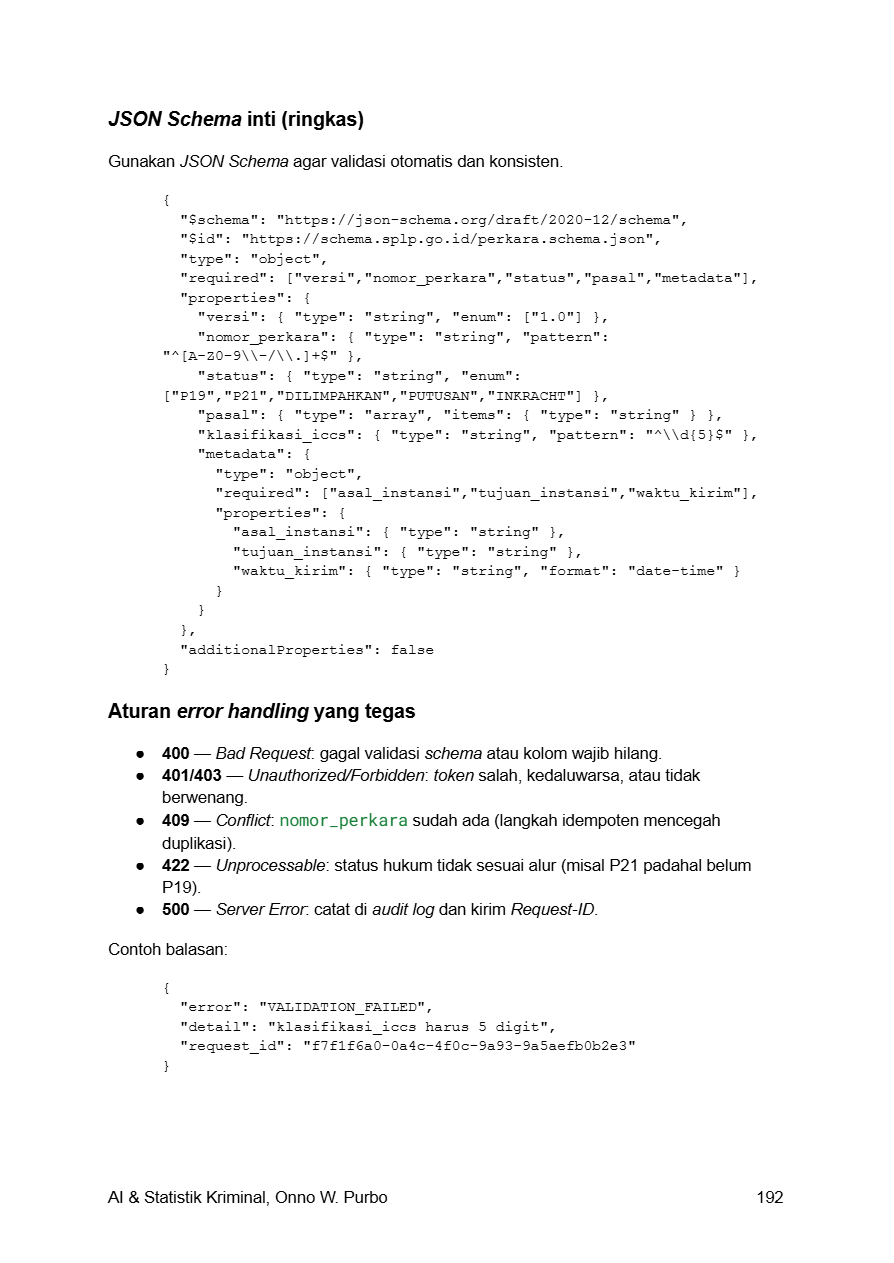 JSON Schema inti (ringkas)
Gunakan JSON Schema agar validasi otomatis dan konsisten.
{
  "$schema": "https://json-schema.org/draft/2020-12/schema",
  "$id": "https://schema.splp.go.id/perkara.schema.json",
  "type": "object",
  "required": ["versi","nomor_perkara","status","pasal","metadata"],
  "properties": {
    "versi": { "type": "string", "enum": ["1.0"] },
    "nomor_perkara": { "type": "string", "pattern":
"^[A-Z0-9\\-/\\.]+$" },
    "status": { "type": "string", "enum":
["P19","P21","DILIMPAHKAN","PUTUSAN","INKRACHT"] },
    "pasal": { "type": "array", "items": { "type": "string" } },
    "klasifikasi_iccs": { "type": "string", "pattern": "^\\d{5}$" },
    "metadata": {
      "type": "object",
      "required": ["asal_instansi","tujuan_instansi","waktu_kirim"],
      "properties": {
        "asal_instansi": { "type": "string" },
        "tujuan_instansi": { "type": "string" },
        "waktu_kirim": { "type": "string", "format": "date-time" }
      }
    }
  },
  "additionalProperties": false
}
Aturan error handling yang tegas
● 400 — Bad Request: gagal validasi schema atau kolom wajib hilang.
● 401/403 — Unauthorized/Forbidden: token salah, kedaluwarsa, atau tidak
berwenang.
● 409 — Conflict: nomor_perkara sudah ada (langkah idempoten mencegah
duplikasi).
● 422 — Unprocessable: status hukum tidak sesuai alur (misal P21 padahal belum
P19).
● 500 — Server Error: catat di audit log dan kirim Request-ID.
Contoh balasan:
{
  "error": "VALIDATION_FAILED",
  "detail": "klasifikasi_iccs harus 5 digit",
  "request_id": "f7f1f6a0-0a4c-4f0c-9a93-9a5aefb0b2e3"
}
AI & Statistik Kriminal, Onno W. Purbo 192